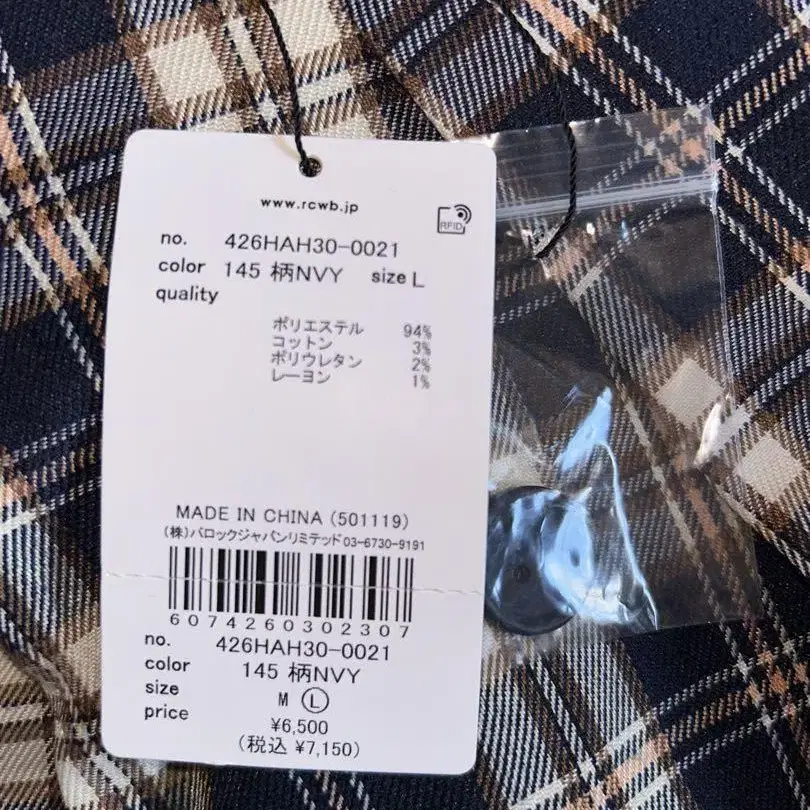 www.rcwb.jp
RFID
no. 426HAH30-0021
color 145 柄NVY size L
quality
ポリエステル 94%
コットン 3%
ポリウレタン 2%
レーヨン 1%
MADE IN CHINA (501119)
(株)バロックジャパンリミテッド03-6730-9191
6074260302307
no. 426HAH30-0021
color 145 柄NVY
size M L
price ¥6,500
(税込 ¥7,150)